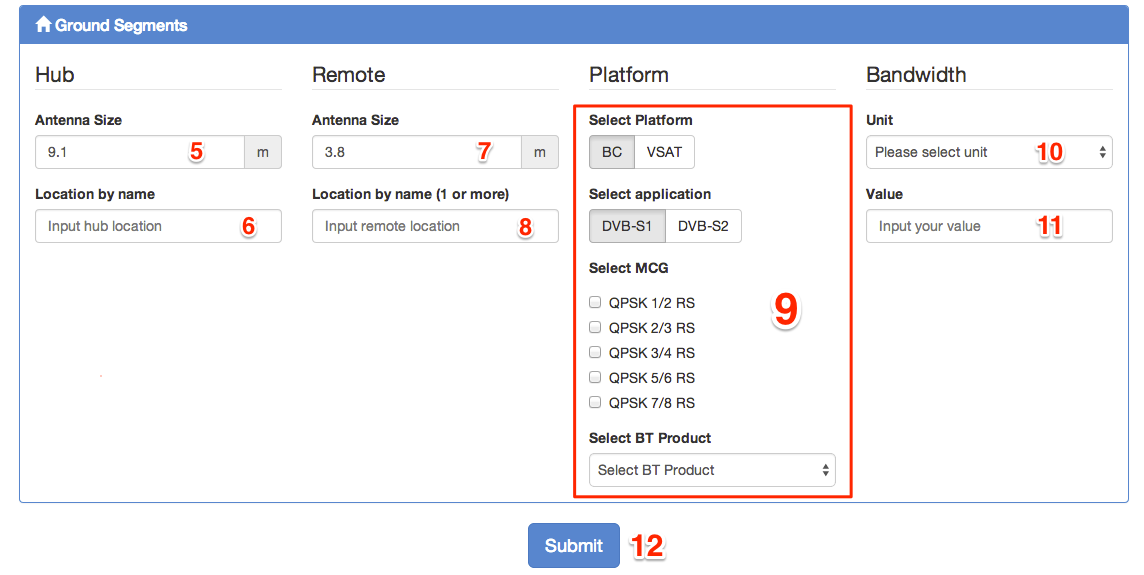 Ground Segments
Hub
Antenna Size
9.1 5 m
Location by name
Input hub location 6
Remote
Antenna Size
3.8 7 m
Location by name (1 or more)
Input remote location 8
Platform
Select Platform
BC VSAT
Select application
DVB-S1 DVB-S2
Select MCG
QPSK 1/2 RS
QPSK 2/3 RS
QPSK 3/4 RS
QPSK 5/6 RS
QPSK 7/8 RS
9
Select BT Product
Select BT Product
Bandwidth
Unit
Please select unit 10
Value
Input your value 11
Submit 12